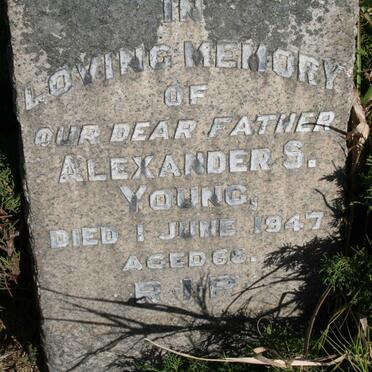 IN
LOVING MEMORY
OF
OUR DEAR FATHER
ALEXANDER S.
YOUNG,
DIED 1 JUNE 1947
AGED 68.
R.I.P.